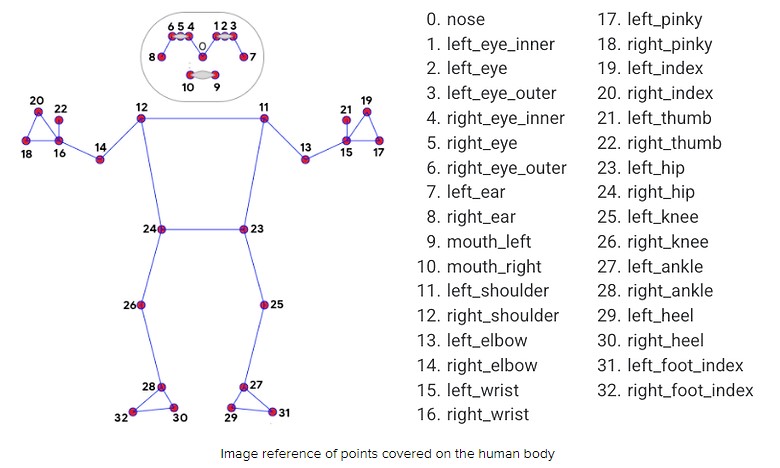 6 5 4 1 2 3
0
8 7
10 9
20 22 12 11 21 19
14 13
18 16 15 17
24 23
26 25
28 27
32 30 29 31
0. nose
1. left_eye_inner
2. left_eye
3. left_eye_outer
4. right_eye_inner
5. right_eye
6. right_eye_outer
7. left_ear
8. right_ear
9. mouth_left
10. mouth_right
11. left_shoulder
12. right_shoulder
13. left_elbow
14. right_elbow
15. left_wrist
16. right_wrist
17. left_pinky
18. right_pinky
19. left_index
20. right_index
21. left_thumb
22. right_thumb
23. left_hip
24. right_hip
25. left_knee
26. right_knee
27. left_ankle
28. right_ankle
29. left_heel
30. right_heel
31. left_foot_index
32. right_foot_index
Image reference of points covered on the human body